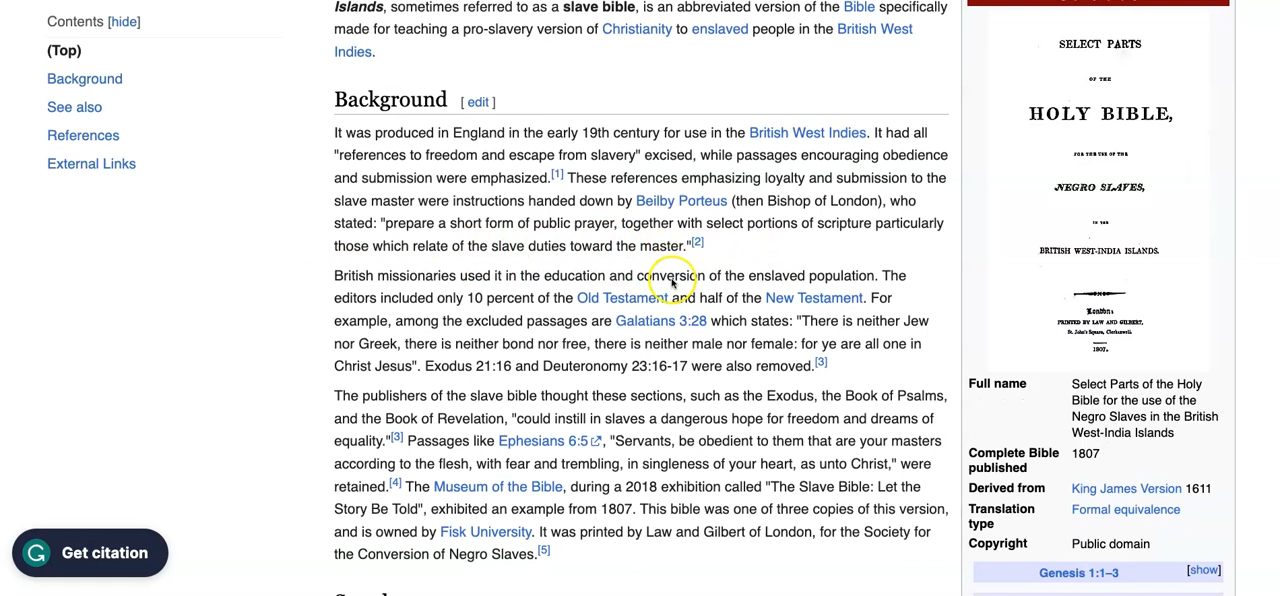 Contents [hide]
(Top)
Background
See also
References
External Links
Islands, sometimes referred to as a slave bible, is an abbreviated version of the Bible specifically
made for teaching a pro-slavery version of Christianity to enslaved people in the British West
Indies.
Background [ edit ]
It was produced in England in the early 19th century for use in the British West Indies. It had all
"references to freedom and escape from slavery" excised, while passages encouraging obedience
and submission were emphasized.[1] These references emphasizing loyalty and submission to the
slave master were instructions handed down by Beilby Porteus (then Bishop of London), who
stated: "prepare a short form of public prayer, together with select portions of scripture particularly
those which relate of the slave duties toward the master."[2]
British missionaries used it in the education and conversion of the enslaved population. The
editors included only 10 percent of the Old Testament and half of the New Testament. For
example, among the excluded passages are Galatians 3:28 which states: "There is neither Jew
nor Greek, there is neither bond nor free, there is neither male nor female: for ye are all one in
Christ Jesus". Exodus 21:16 and Deuteronomy 23:16-17 were also removed.[3]
The publishers of the slave bible thought these sections, such as the Exodus, the Book of Psalms,
and the Book of Revelation, "could instill in slaves a dangerous hope for freedom and dreams of
equality."[3] Passages like Ephesians 6:5, "Servants, be obedient to them that are your masters
according to the flesh, with fear and trembling, in singleness of your heart, as unto Christ," were
retained.[4] The Museum of the Bible, during a 2018 exhibition called "The Slave Bible: Let the
Story Be Told", exhibited an example from 1807. This bible was one of three copies of this version,
and is owned by Fisk University. It was printed by Law and Gilbert of London, for the Society for
the Conversion of Negro Slaves.[5]
SELECT PARTS
OF THE
HOLY BIBLE,
FOR THE USE OF THE
NEGRO SLAVES,
IN THE
BRITISH WEST-INDIA ISLANDS.
London:
PRINTED BY LAW AND GILBERT,
St. John's Square, Clerkenwell.
1807.
Full name Select Parts of the Holy
Bible for the use of the
Negro Slaves in the British
West-India Islands
Complete Bible 1807
published
Derived from King James Version 1611
Translation Formal equivalence
type
Copyright Public domain
Genesis 1:1–3 [show]
Get citation